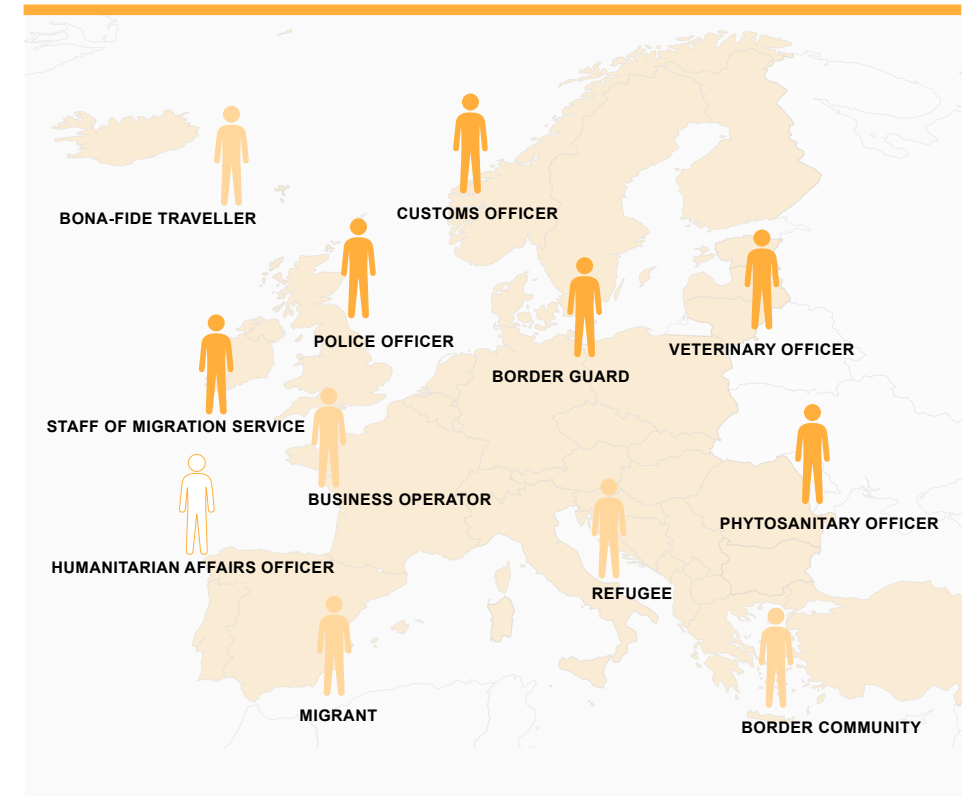 CUSTOMS OFFICER
BONA-FIDE TRAVELLER
POLICE OFFICER
VETERINARY OFFICER
BORDER GUARD
STAFF OF MIGRATION SERVICE
BUSINESS OPERATOR
PHYTOSANITARY OFFICER
HUMANITARIAN AFFAIRS OFFICER
REFUGEE
MIGRANT
BORDER COMMUNITY